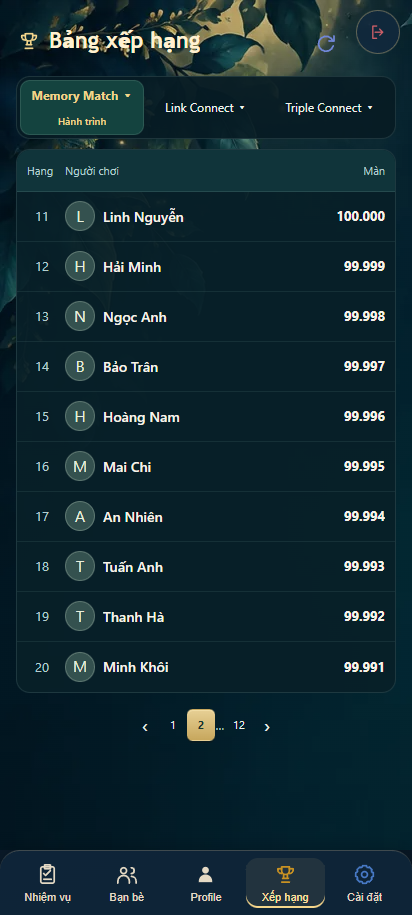 Bảng xếp hạng
Memory Match ▾
Hành trình
Link Connect ▾
Triple Connect ▾
Hạng Người chơi Màn
11 L Linh Nguyễn 100.000
12 H Hải Minh 99.999
13 N Ngọc Anh 99.998
14 B Bảo Trân 99.997
15 H Hoàng Nam 99.996
16 M Mai Chi 99.995
17 A An Nhiên 99.994
18 T Tuấn Anh 99.993
19 T Thanh Hà 99.992
20 M Minh Khôi 99.991
‹ 1 2 ... 12 ›
Nhiệm vụ Bạn bè Profile Xếp hạng Cài đặt